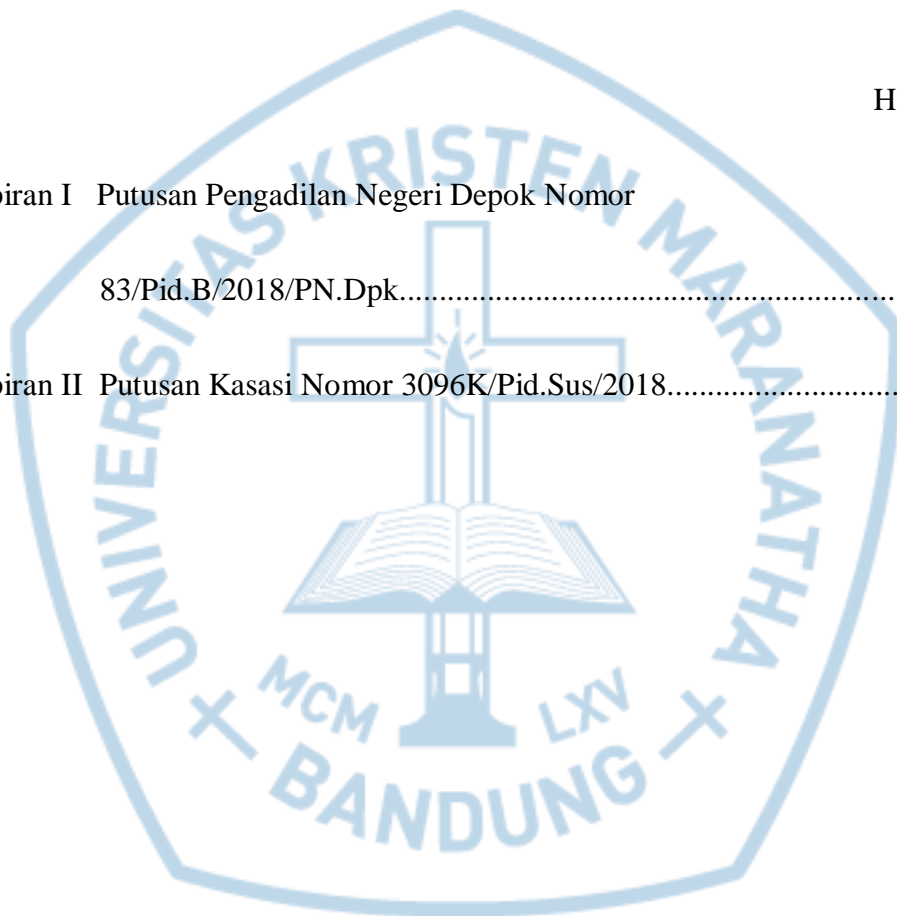 H
piran I Putusan Pengadilan Negeri Depok Nomor
83/Pid.B/2018/PN.Dpk..............................................................
piran II Putusan Kasasi Nomor 3096K/Pid.Sus/2018.............................
UNIVERSITAS KRISTEN MARANATHA
MCM LXV
BANDUNG